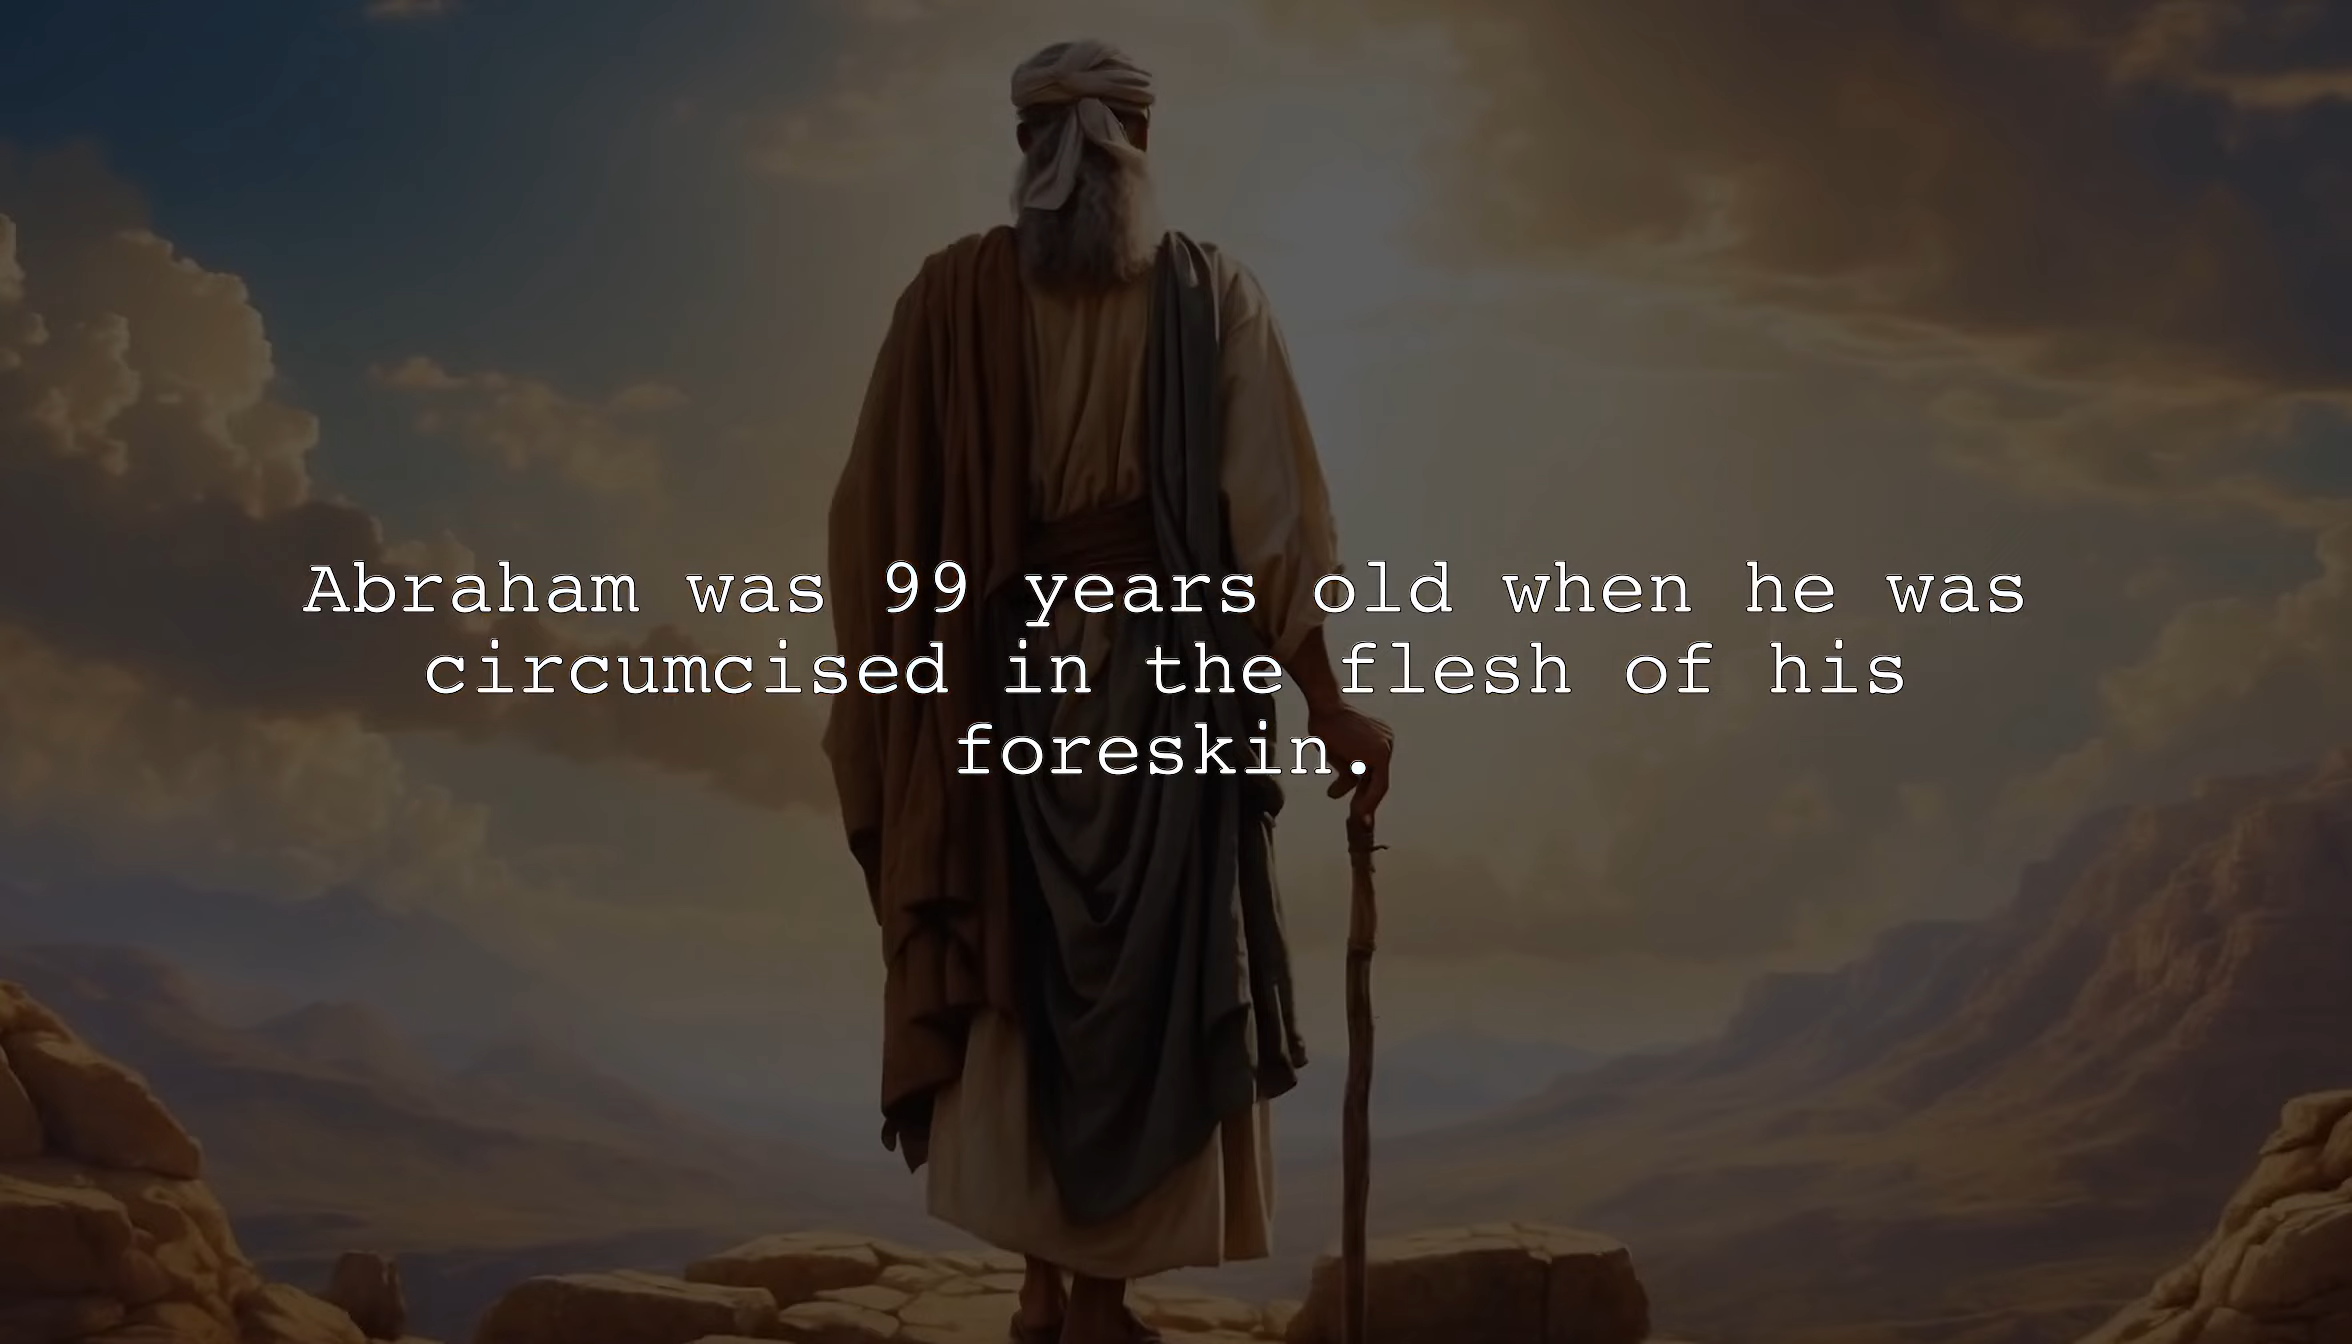 Abraham was 99 years old when he was
circumcised in the flesh of his
foreskin.